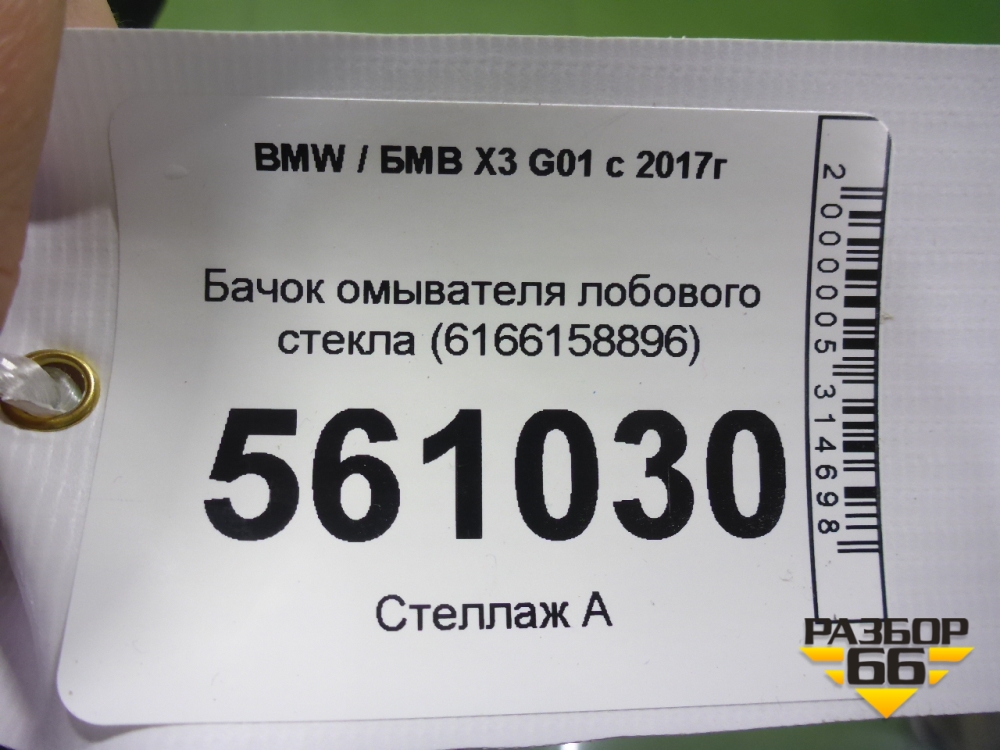 BMW / БМВ X3 G01 с 2017г
Бачок омывателя лобового
стекла (6166158896)
561030
Стеллаж А
2000005314698
РАЗБОР
66